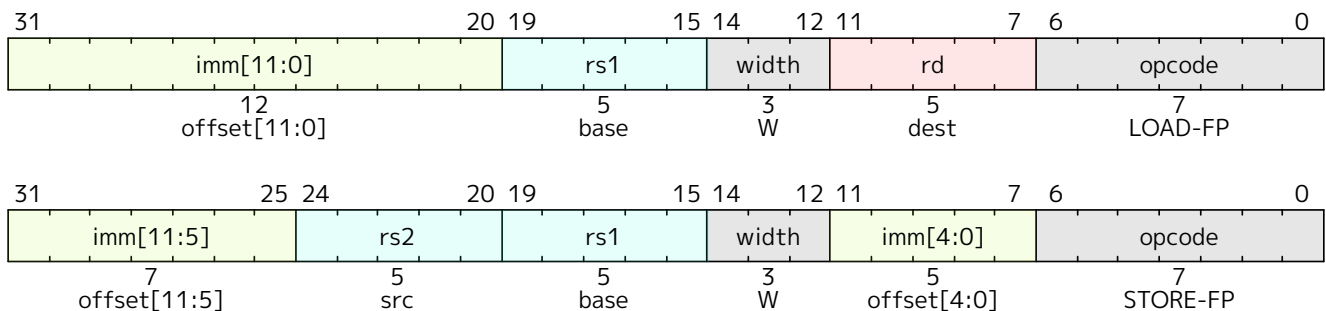 31 20 19 15 14 12 11 7 6 0
imm[11:0] rs1 width rd opcode
12 5 3 5 7
offset[11:0] base W dest LOAD-FP
31 25 24 20 19 15 14 12 11 7 6 0
imm[11:5] rs2 rs1 width imm[4:0] opcode
7 5 5 3 5 7
offset[11:5] src base W offset[4:0] STORE-FP